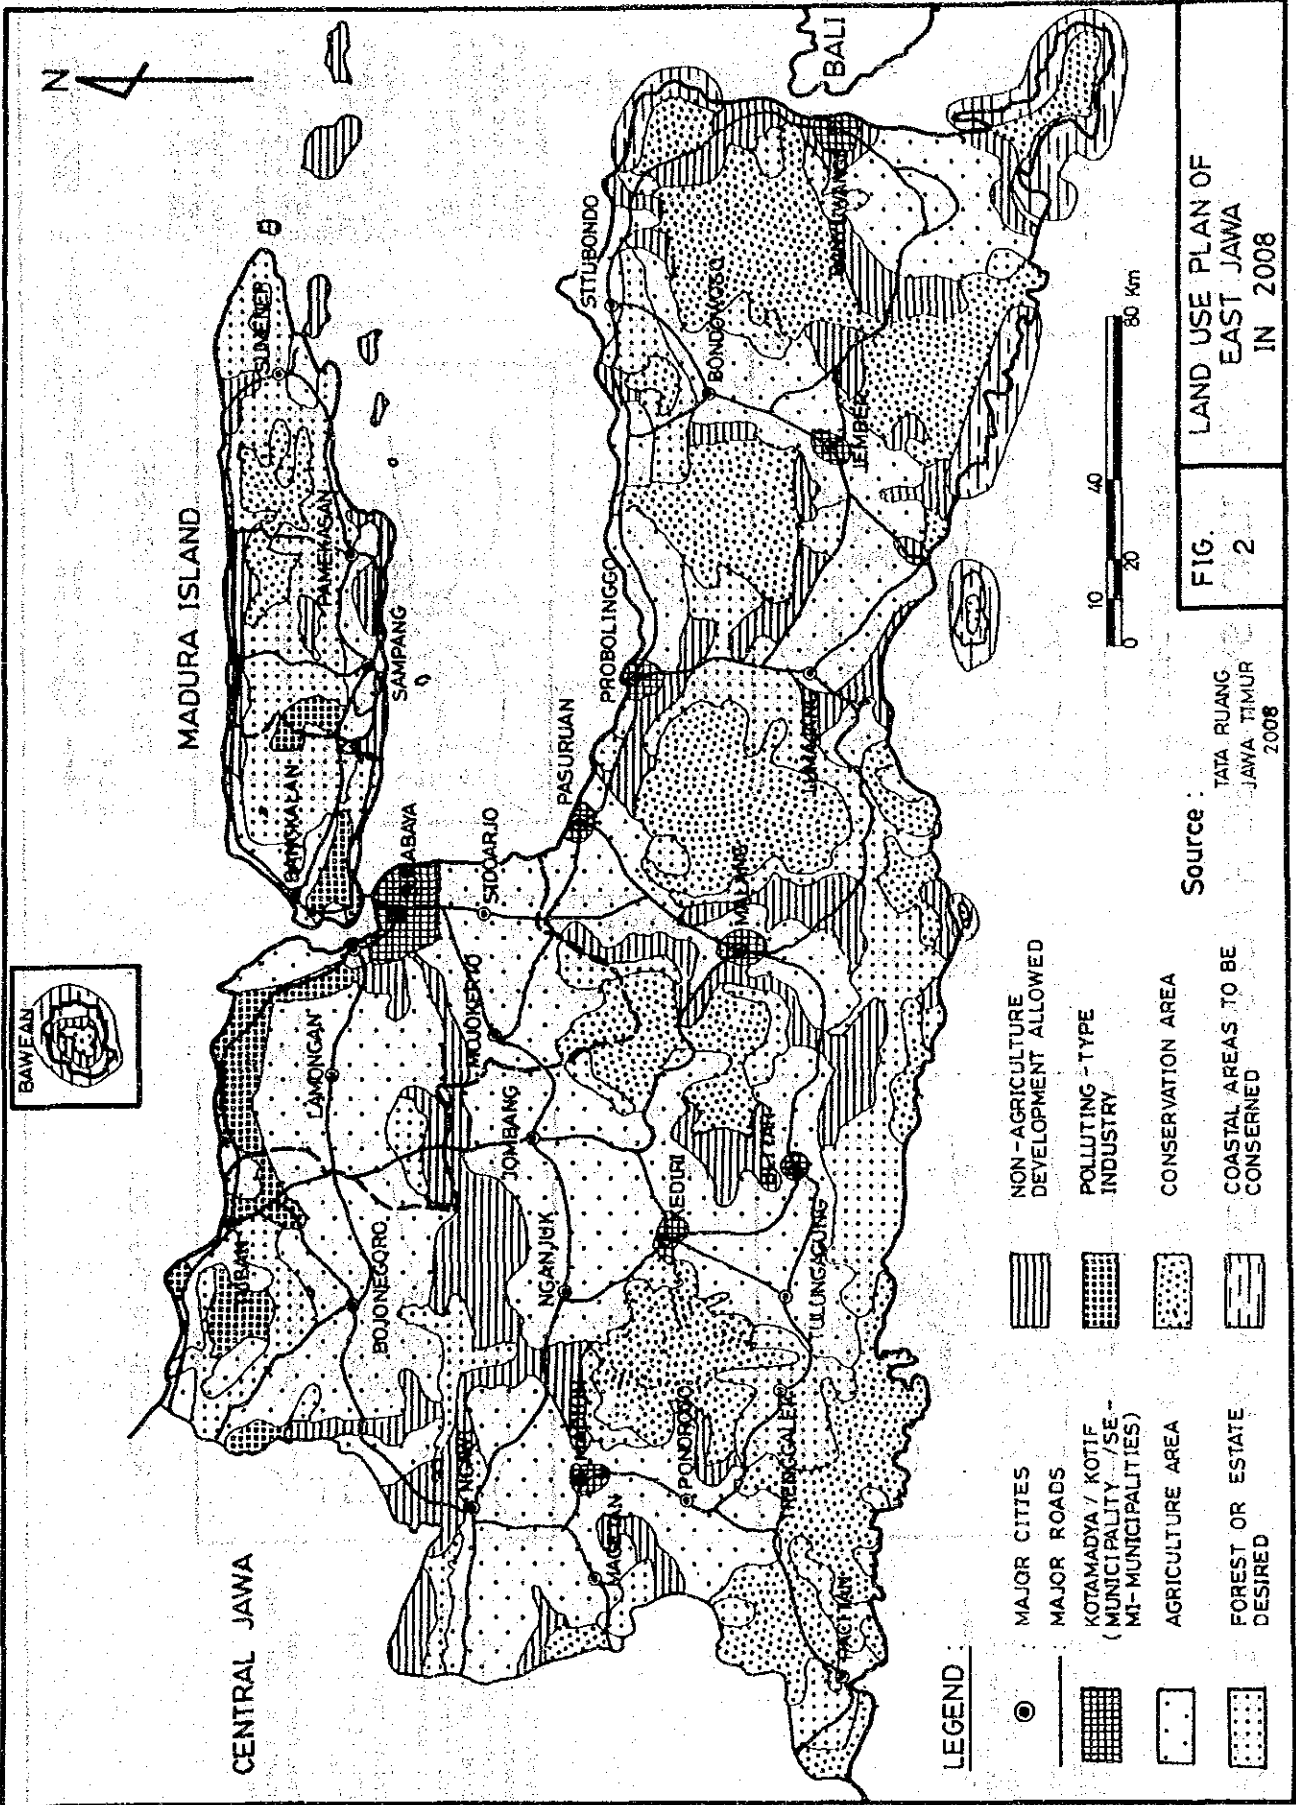 BAWEAN
N
CENTRAL JAWA
MADURA ISLAND
BALI
TUBAN
LAMONGAN
BOJONEGORO
BANGKALAN
SAMPANG
PAMEKASAN
SUMENEP
SIDOARJO
MOJOKERTO
JOMBANG
NGANJUK
NGAWI
MAGETAN
PONOROGO
PACITAN
TRENGGALEK
TULUNGAGUNG
KEDIRI
BLITAR
MALANG
PASURUAN
PROBOLINGGO
LUMAJANG
JEMBER
BONDOWOSO
SITUBONDO
LEGEND :
: MAJOR CITIES
: MAJOR ROADS
KOTAMADYA / KOTIF
( MUNICIPALITY /SE-
MI-MUNICIPALITIES)
AGRICULTURE AREA
FOREST OR ESTATE
DESIRED
NON-AGRICULTURE
DEVELOPMENT ALLOWED
POLLUTING-TYPE
INDUSTRY
CONSERVATION AREA
COASTAL AREAS TO BE
CONSERNED
0 10 20 40 80 Km
Source :
TATA RUANG
JAWA TIMUR
2008
FIG.
2
LAND USE PLAN OF
EAST JAWA
IN 2008